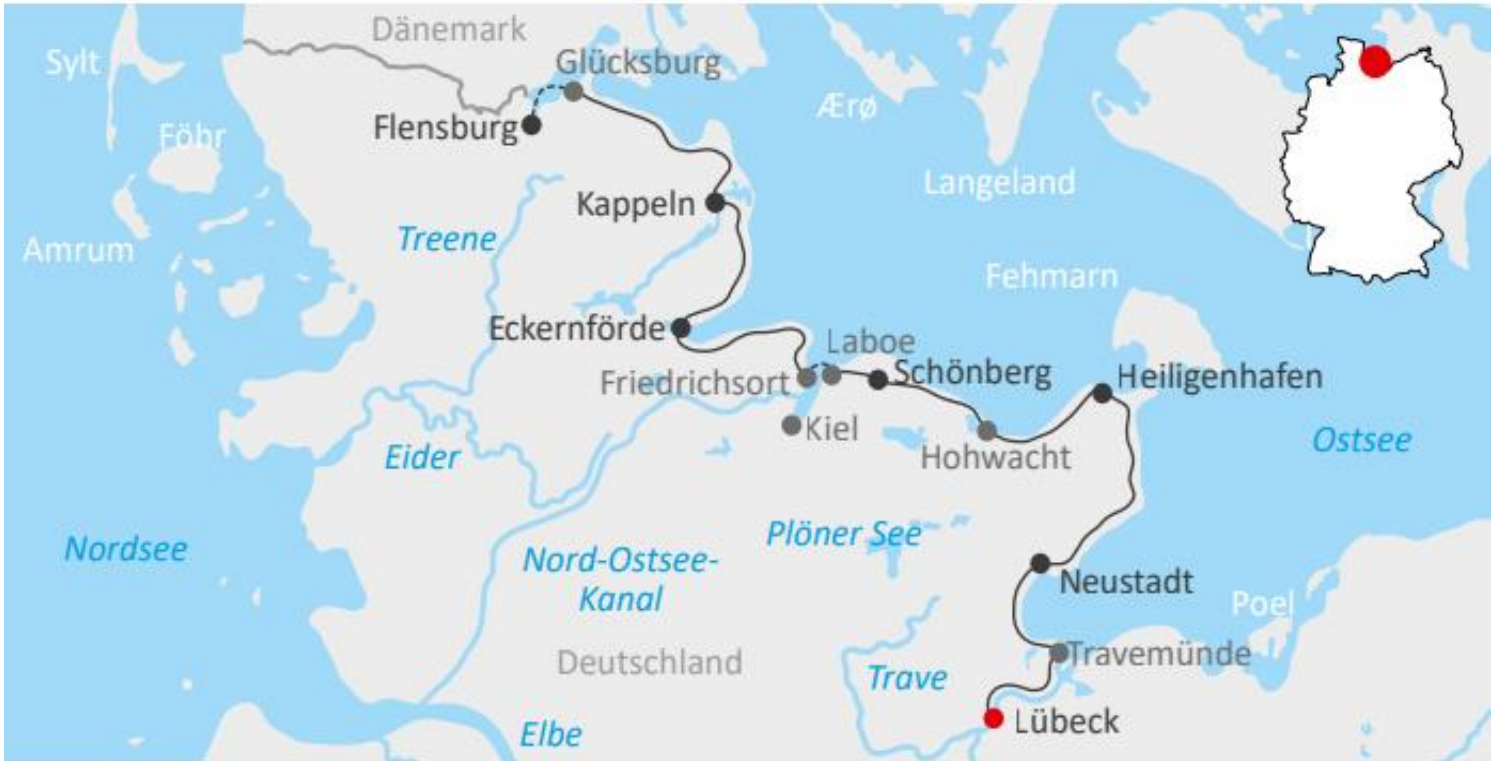 Dänemark
Sylt
Glücksburg
Ærø
Flensburg
Föhr
Langeland
Kappeln
Treene
Amrum
Fehmarn
Eckernförde
Laboe
Schönberg
Heiligenhafen
Friedrichsort
Kiel
Ostsee
Eider
Hohwacht
Plöner See
Nordsee
Nord-Ostsee-
Kanal
Neustadt
Poel
Deutschland
Travemünde
Trave
Lübeck
Elbe